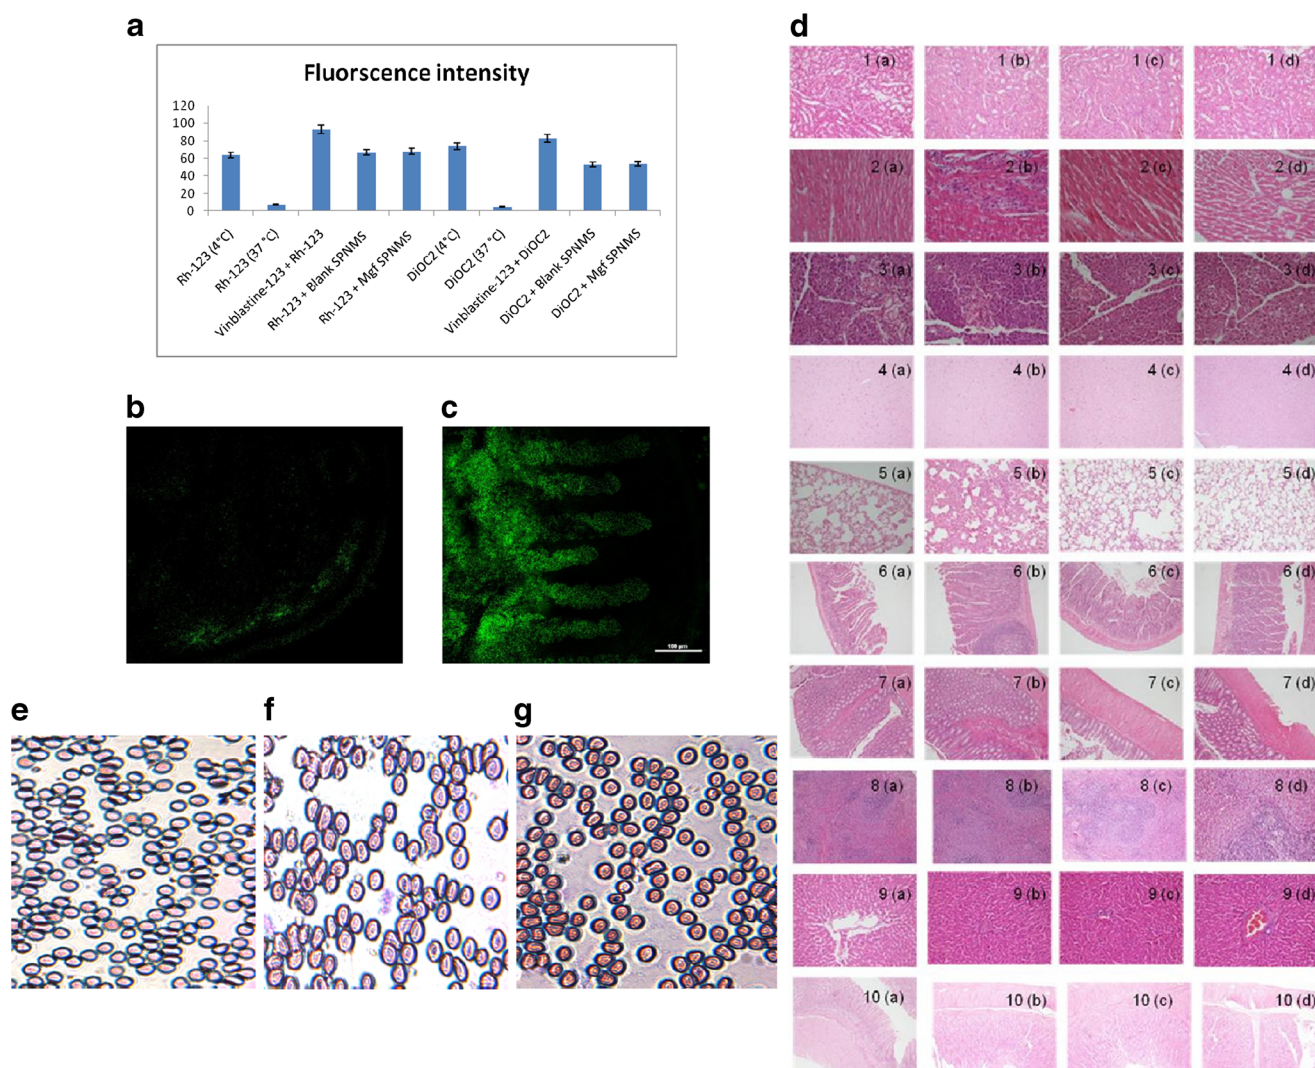 a
Fluorscence intensity
120
100
80
60
40
20
0
Rh-123 (4°C)
Rh-123 (37 °C)
Vinblastine-123 + Rh-123
Rh-123 + Blank SPNMS
Rh-123 + Mgf SPNMS
DiOC2 (4°C)
DiOC2 (37 °C)
Vinblastine-123 + DiOC2
DiOC2 + Blank SPNMS
DiOC2 + Mgf SPNMS
b
c
100 µm
e
f
g
d
1 (a) 1 (b) 1 (c) 1 (d)
2 (a) 2 (b) 2 (c) 2 (d)
3 (a) 3 (b) 3 (c) 3 (d)
4 (a) 4 (b) 4 (c) 4 (d)
5 (a) 5 (b) 5 (c) 5 (d)
6 (a) 6 (b) 6 (c) 6 (d)
7 (a) 7 (b) 7 (c) 7 (d)
8 (a) 8 (b) 8 (c) 8 (d)
9 (a) 9 (b) 9 (c) 9 (d)
10 (a) 10 (b) 10 (c) 10 (d)